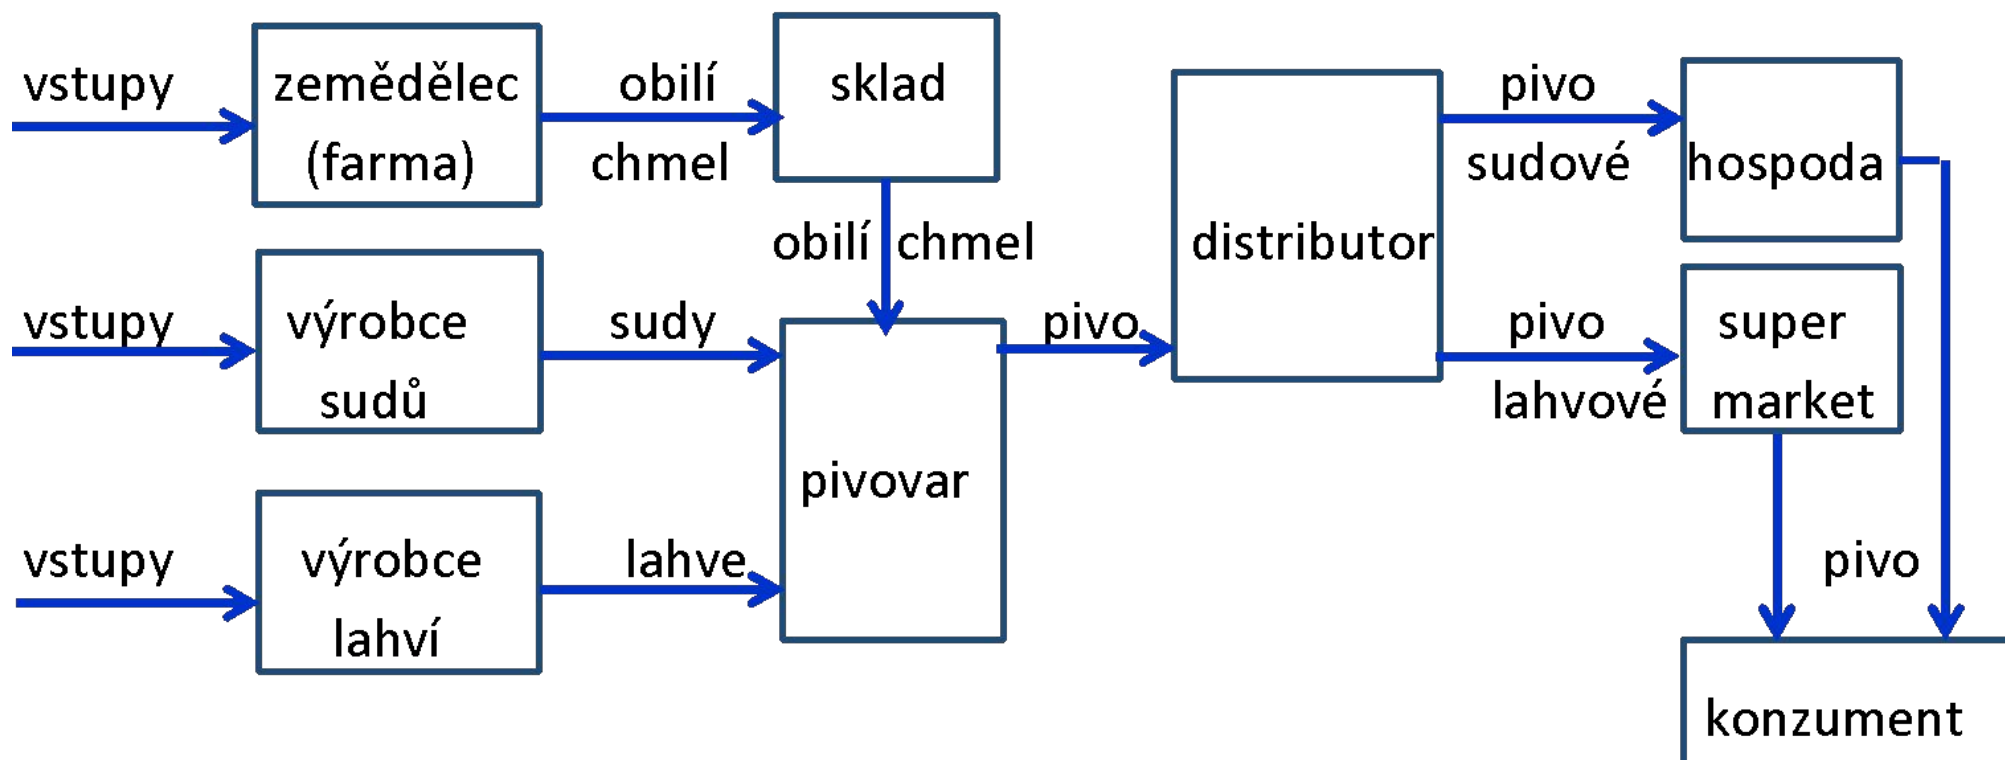 vstupy
zemědělec
(farma)
obilí
chmel
sklad
obilí chmel
vstupy
výrobce
sudů
sudy
vstupy
výrobce
lahví
lahve
pivovar
pivo
distributor
pivo
sudové
hospoda
pivo
lahvové
super
market
pivo
konzument